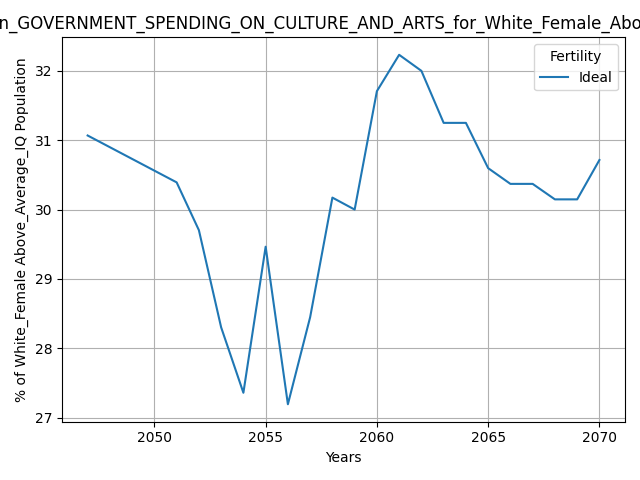 n_GOVERNMENT_SPENDING_ON_CULTURE_AND_ARTS_for_White_Female_Abo
Fertility
Ideal
% of White_Female Above_Average_IQ Population
32
31
30
29
28
27
2050 2055 2060 2065 2070
Years